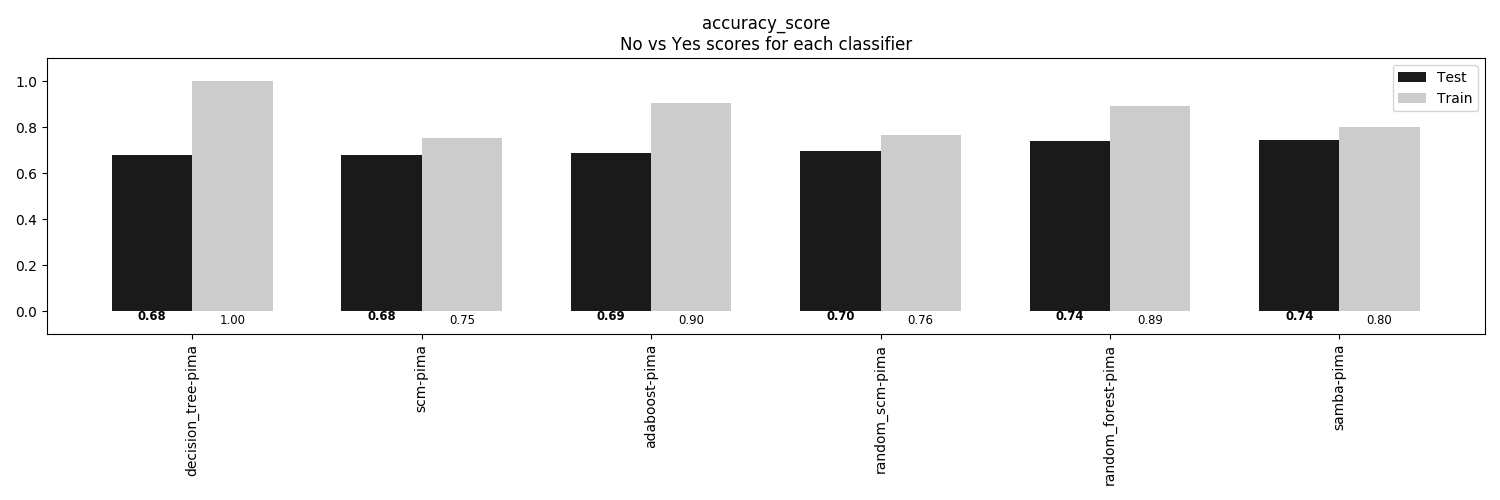 accuracy_score
No vs Yes scores for each classifier
Test
Train
1.0
0.8
0.6
0.4
0.2
0.0
0.68 1.00 0.68 0.75 0.69 0.90 0.70 0.76 0.74 0.89 0.74 0.80
decision_tree-pima
scm-pima
adaboost-pima
random_scm-pima
random_forest-pima
samba-pima